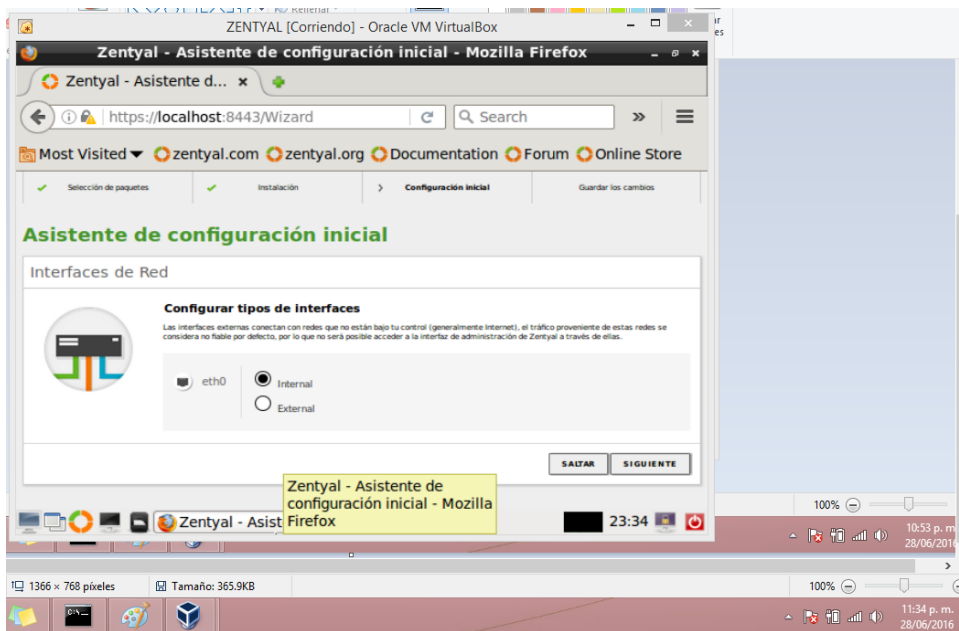 Rellenar
ZENTYAL [Corriendo] - Oracle VM VirtualBox
Zentyal - Asistente de configuración inicial - Mozilla Firefox
Zentyal - Asistente d...
https://localhost:8443/Wizard
Search
Most Visited
zentyal.com
zentyal.org
Documentation
Forum
Online Store
Selección de paquetes
Instalación
Configuración inicial
Guardar los cambios
Asistente de configuración inicial
Interfaces de Red
Configurar tipos de interfaces
Las interfaces externas conectan con redes que no están bajo tu control (generalmente Internet), el tráfico proveniente de estas redes se
considera no fiable por defecto, por lo que no será posible acceder a la interfaz de administración de Zentyal a través de ellas.
eth0
Internal
External
SALTAR
SIGUIENTE
Zentyal - Asistente de
configuración inicial - Mozilla
Firefox
Zentyal - Asist
23:34
100%
10:53 p. m
28/06/2016
1366 × 768 píxeles
Tamaño: 365.9KB
100%
11:34 p. m.
28/06/2016